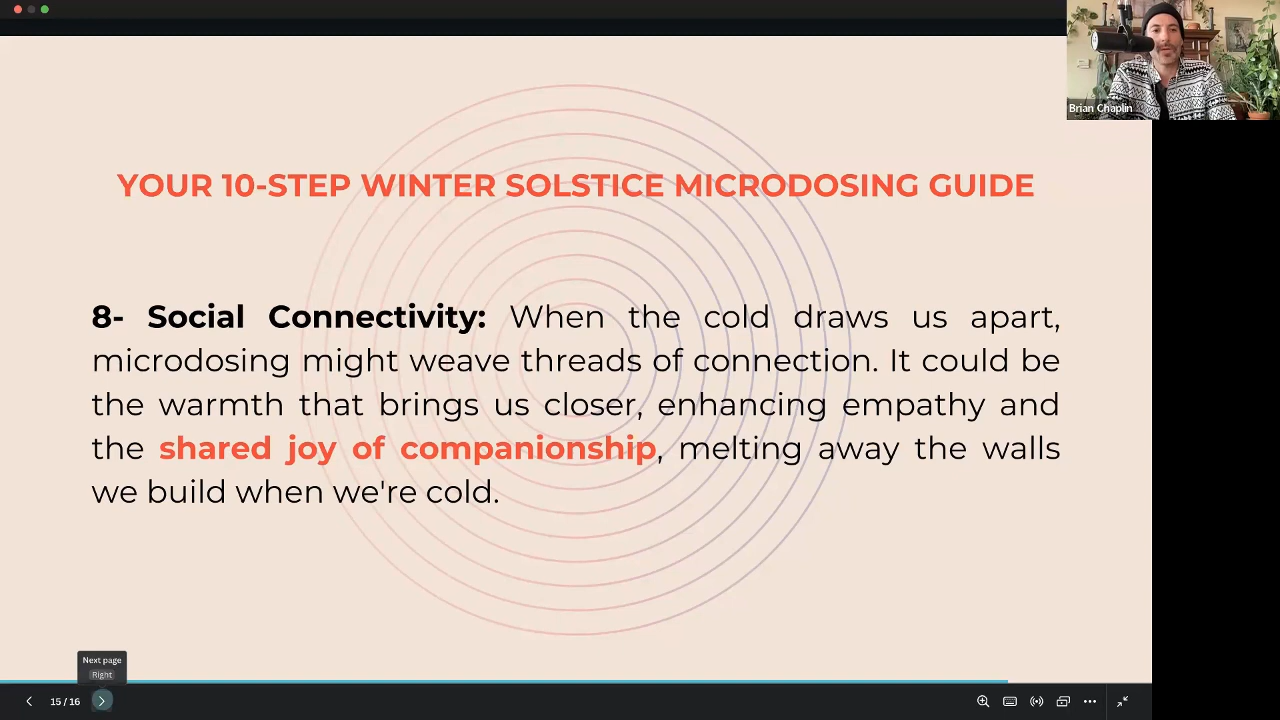 Brian Chaplin
YOUR 10-STEP WINTER SOLSTICE MICRODOSING GUIDE
8- Social Connectivity: When the cold draws us apart,
microdosing might weave threads of connection. It could be
the warmth that brings us closer, enhancing empathy and
the shared joy of companionship, melting away the walls
we build when we're cold.
Next page
Right
15 / 16